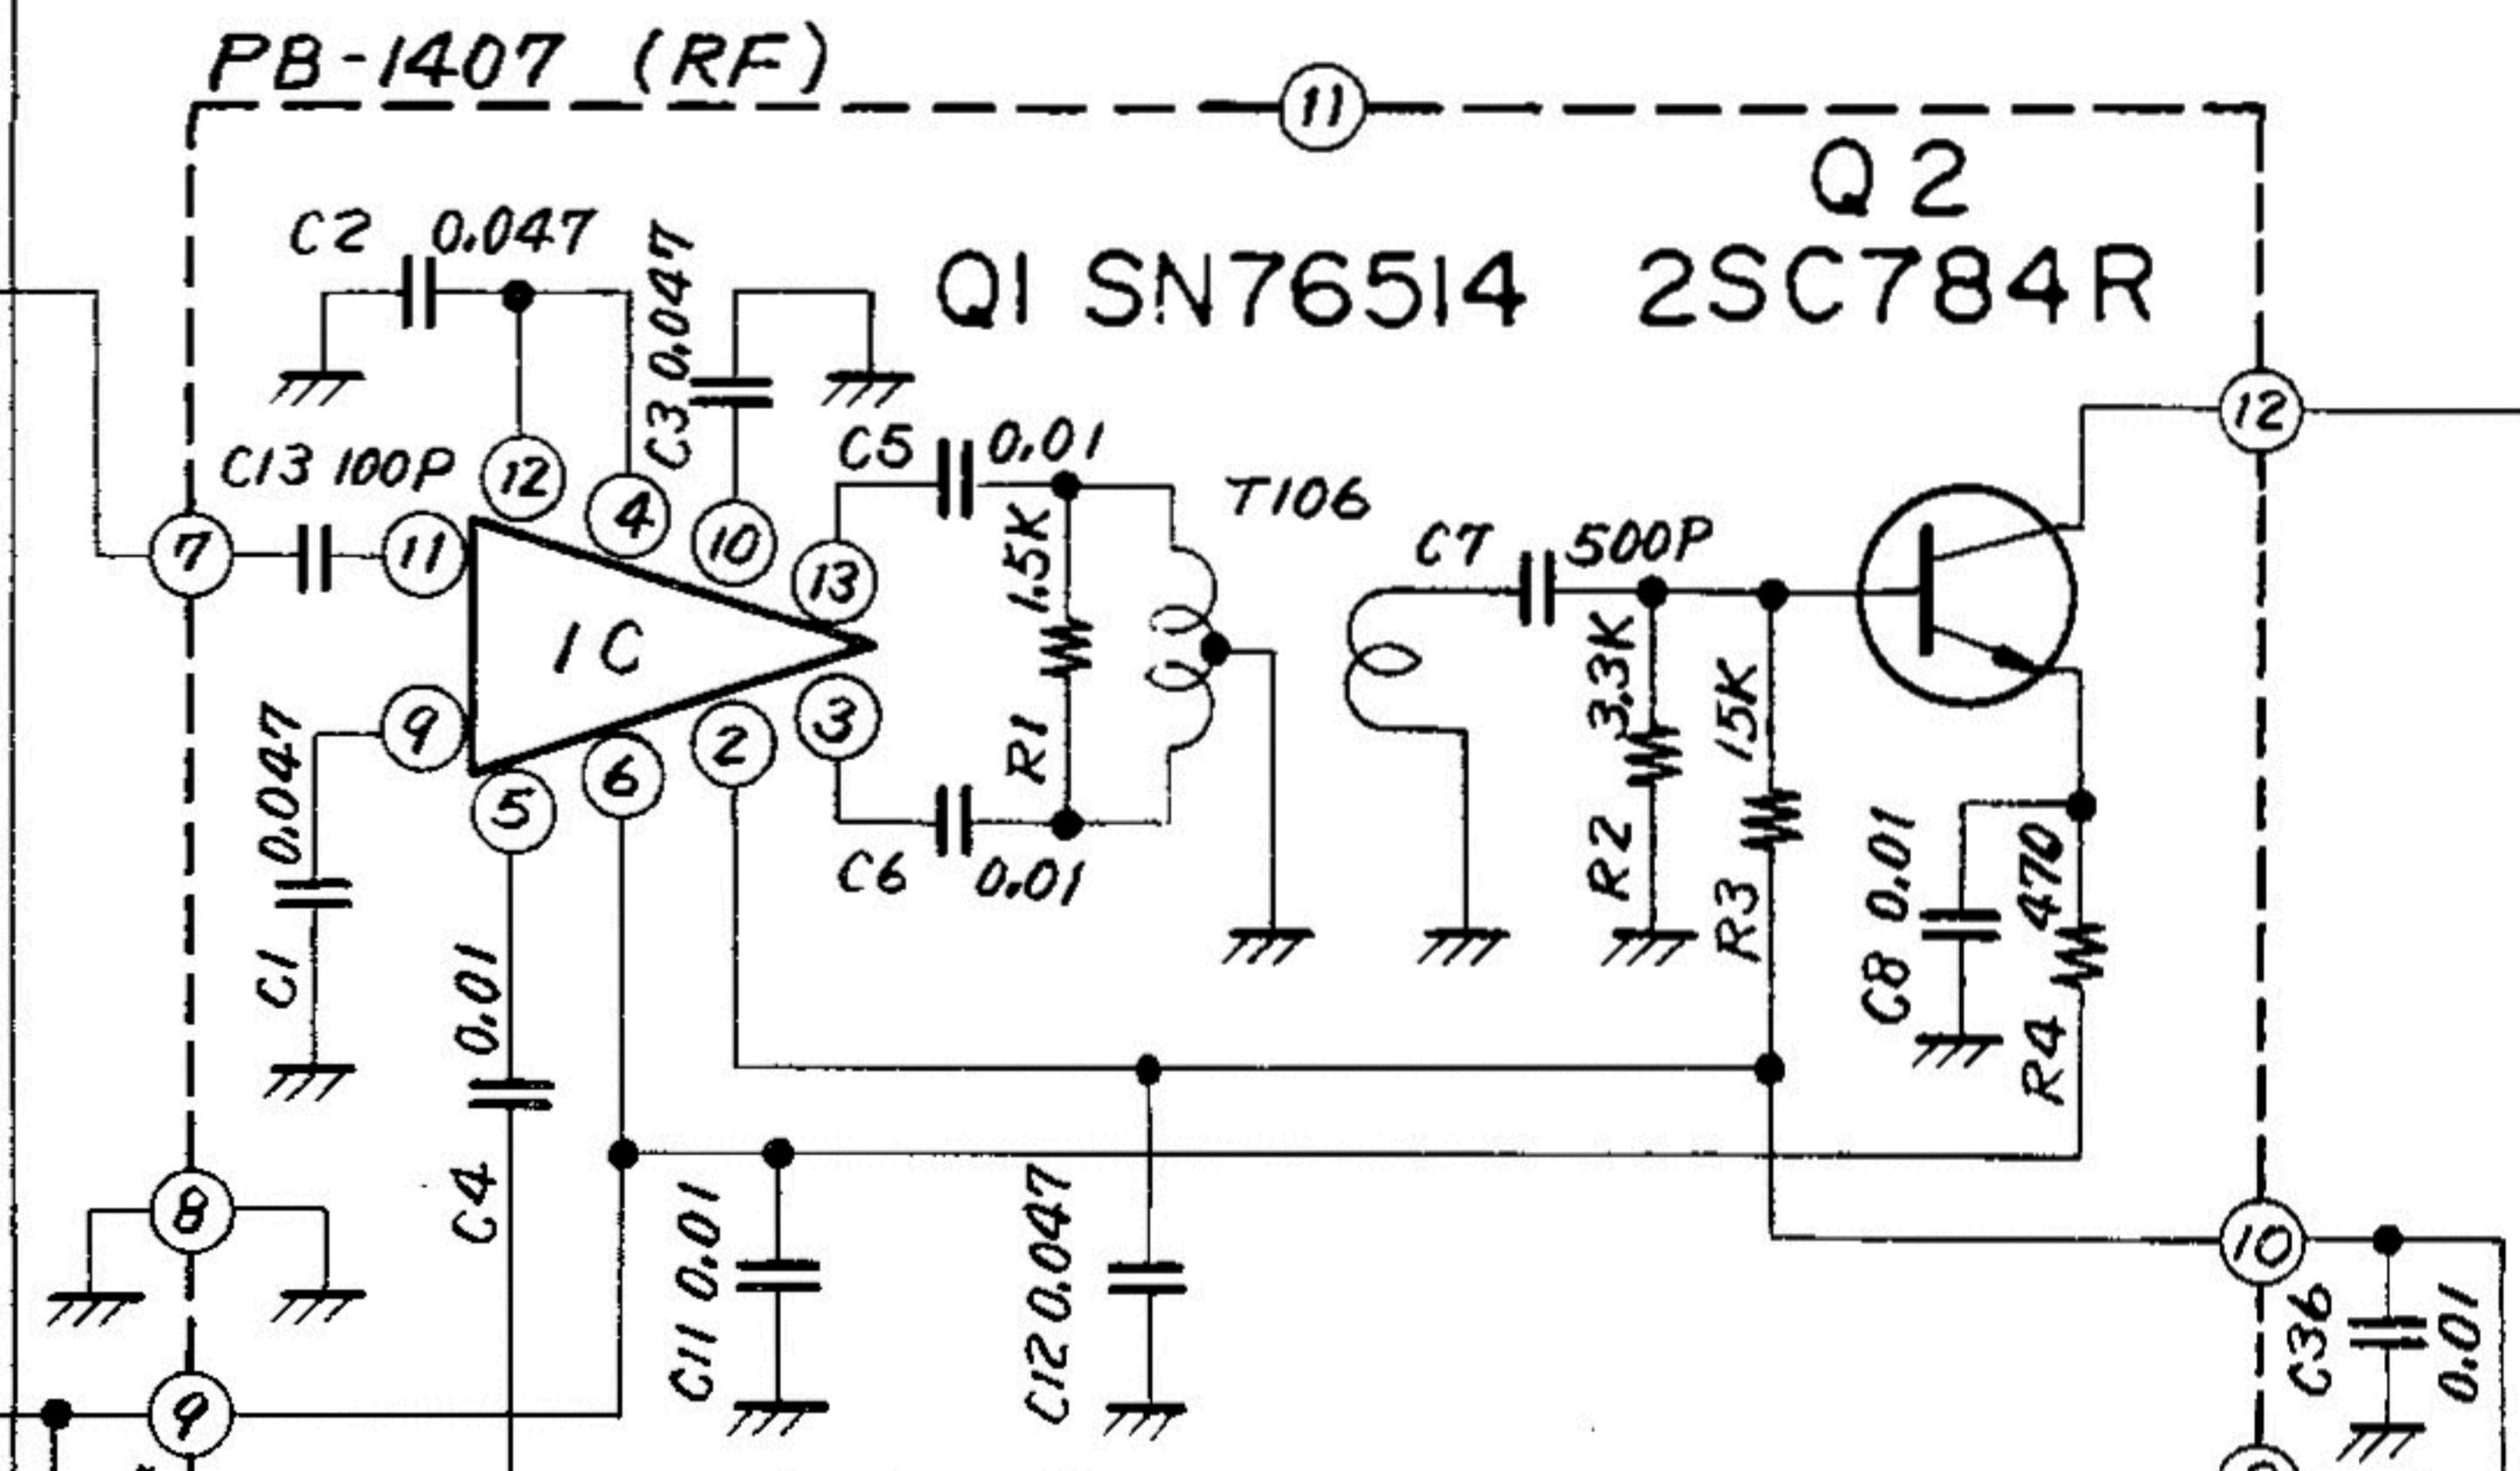 PB-1407 (RF)
11
Q2
C2 0.047
C3 0.047
Q1 SN76514 2SC784R
12
C13 100P
12
4
10
C5 0.01
T106
7
11
13
1.5K
R1
C7 500P
IC
3.3K
R2
15K
R3
9
3
2
6
5
0.047
C1
C6 0.01
C8 0.01
470
R4
0.01
C4
8
C11 0.01
C12 0.047
10
C36
0.01
9